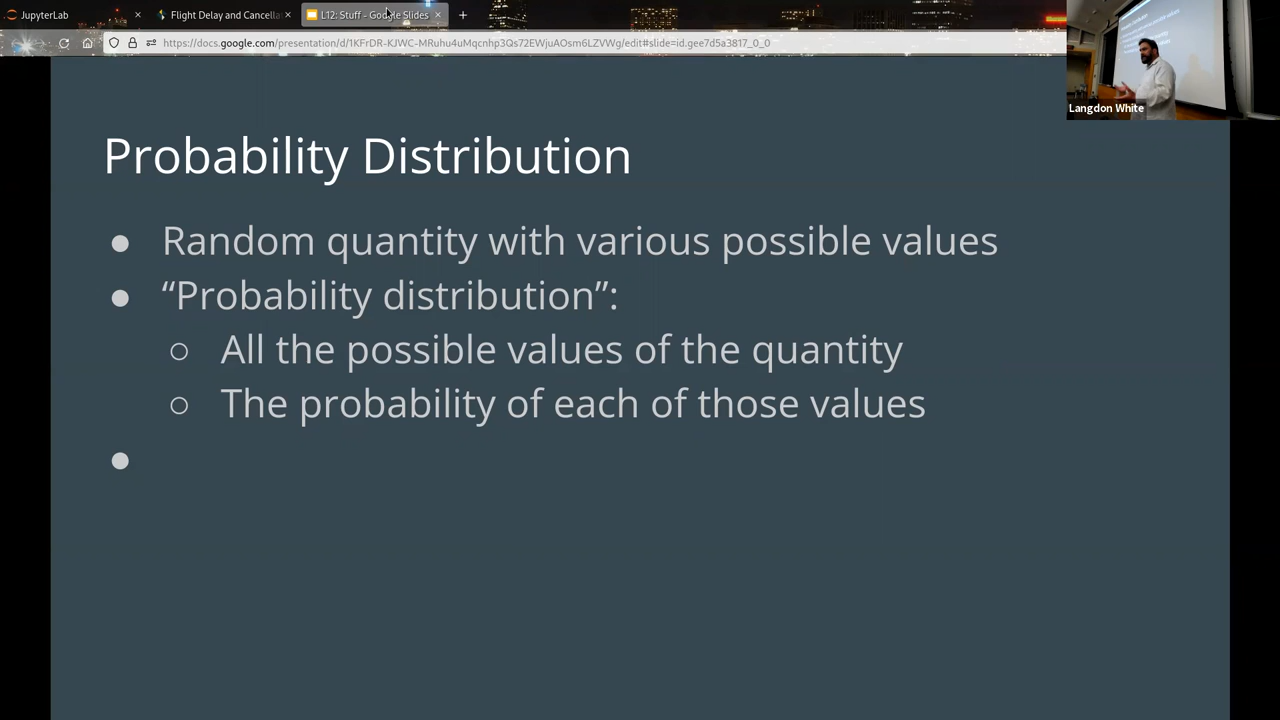 JupyterLab
Flight Delay and Cancella
L12: Stuff - Google Slides
https://docs.google.com/presentation/d/1KFrDR-KJWC-MRuhu4uMqcnhp3Qs72EWjuAOsm6LZVWg/edit#slide=id.gee7d5a3817_0_0
Langdon White
Probability Distribution
● Random quantity with various possible values
● “Probability distribution”:
○ All the possible values of the quantity
○ The probability of each of those values
●